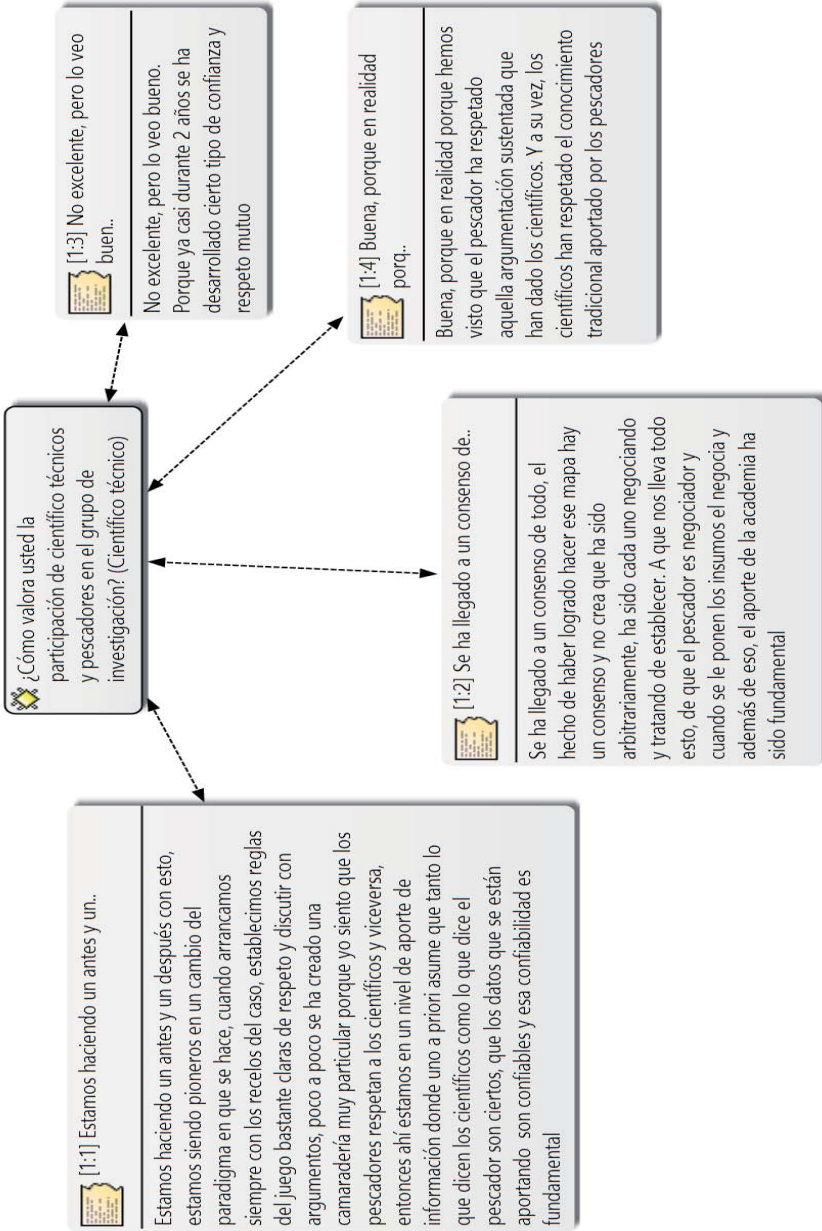 ¿Cómo valora usted la
participación de científico técnicos
y pescadores en el grupo de
investigación? (Científico técnico)
[1:1] Estamos haciendo un antes y un..
Estamos haciendo un antes y un después con esto,
estamos siendo pioneros en un cambio del
paradigma en que se hace, cuando arrancamos
siempre con los recelos del caso, establecimos reglas
del juego bastante claras de respeto y discutir con
argumentos, poco a poco se ha creado una
camaradería muy particular porque yo siento que los
pescadores respetan a los científicos y viceversa,
entonces ahí estamos en un nivel de aporte de
información donde uno a priori asume que tanto lo
que dicen los científicos como lo que dice el
pescador son ciertos, que los datos que se están
aportando son confiables y esa confiabilidad es
fundamental
[1:2] Se ha llegado a un consenso de..
Se ha llegado a un consenso de todo, el
hecho de haber logrado hacer ese mapa hay
un consenso y no crea que ha sido
arbitrariamente, ha sido cada uno negociando
y tratando de establecer. A que nos lleva todo
esto, de que el pescador es negociador y
cuando se le ponen los insumos el negocia y
además de eso, el aporte de la academia ha
sido fundamental
[1:4] Buena, porque en realidad
porq..
Buena, porque en realidad porque hemos
visto que el pescador ha respetado
aquella argumentación sustentada que
han dado los científicos. Y a su vez, los
científicos han respetado el conocimiento
tradicional aportado por los pescadores
[1:3] No excelente, pero lo veo
buen..
No excelente, pero lo veo bueno.
Porque ya casi durante 2 años se ha
desarrollado cierto tipo de confianza y
respeto mutuo